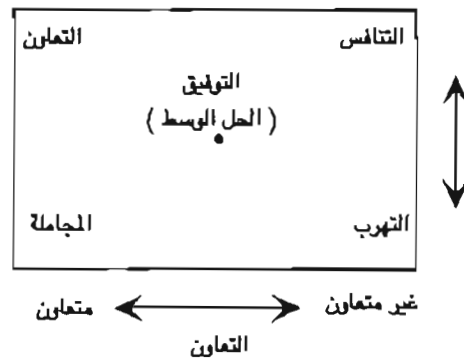 التنافس
التعاون
التوفيق
( الحل الوسط )
التهرب
المجاملة
غير متعاون
متعاون
التعاون